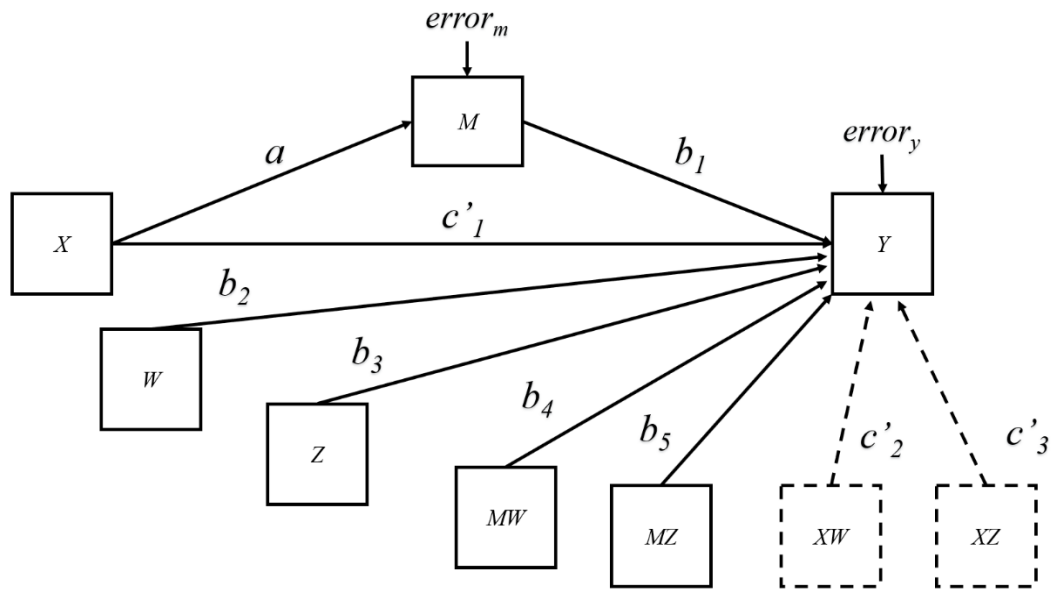 error_m
M
a
b_1
error_y
X
c'_1
Y
b_2
W
b_3
Z
b_4
b_5
c'_2
c'_3
MW
MZ
XW
XZ